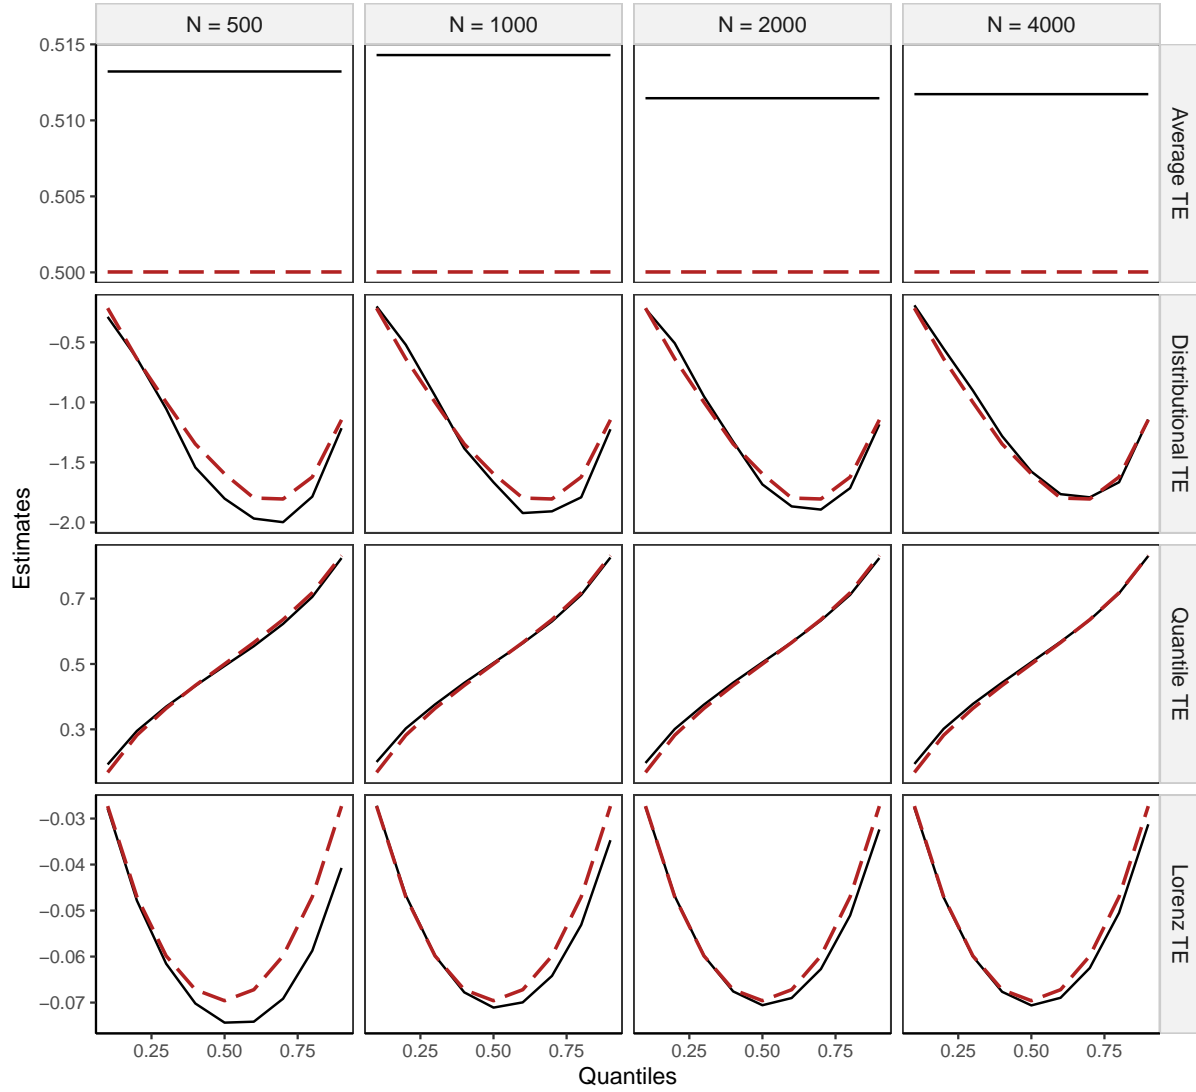 N = 500
N = 1000
N = 2000
N = 4000
0.515
0.510
0.505
0.500
Average TE
−0.5
−1.0
−1.5
−2.0
Distributional TE
Estimates
0.7
0.5
0.3
Quantile TE
−0.03
−0.04
−0.05
−0.06
−0.07
Lorenz TE
0.25 0.50 0.75 0.25 0.50 0.75 0.25 0.50 0.75 0.25 0.50 0.75
Quantiles